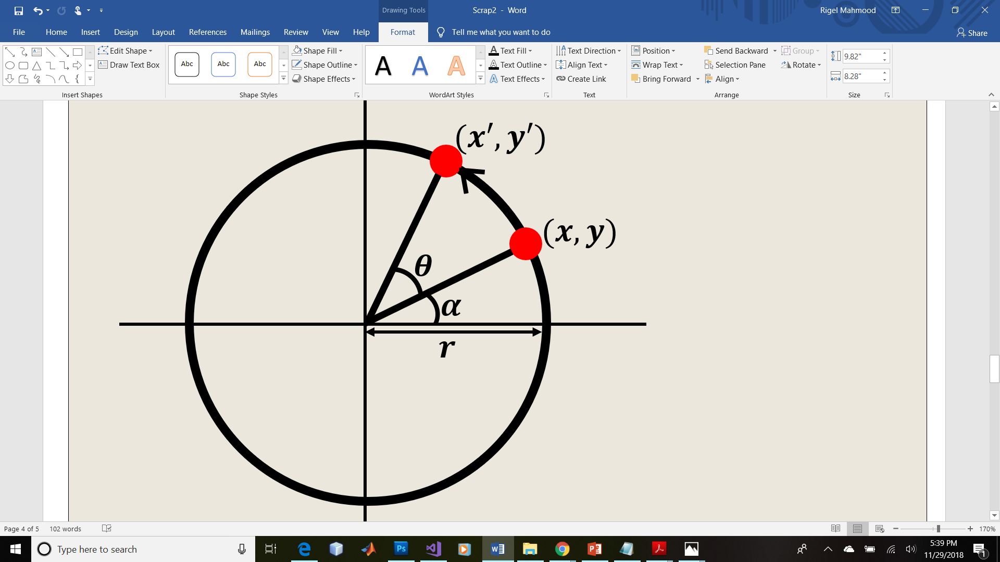 Drawing Tools
Scrap2 - Word
Rigel Mahmood
File Home Insert Design Layout References Mailings Review View Help Format Tell me what you want to do Share
Edit Shape
Draw Text Box
Insert Shapes
Abc Abc Abc
Shape Fill
Shape Outline
Shape Effects
Shape Styles
A A A
Text Fill
Text Outline
Text Effects
WordArt Styles
Text Direction
Align Text
Create Link
Text
Position
Wrap Text
Bring Forward
Send Backward
Selection Pane
Align
Group
Rotate
Arrange
9.82"
8.28"
Size
(x′, y′)
(x, y)
θ
α
r
Page 4 of 5 102 words
170%
Type here to search
Ps
5:39 PM
11/29/2018
1